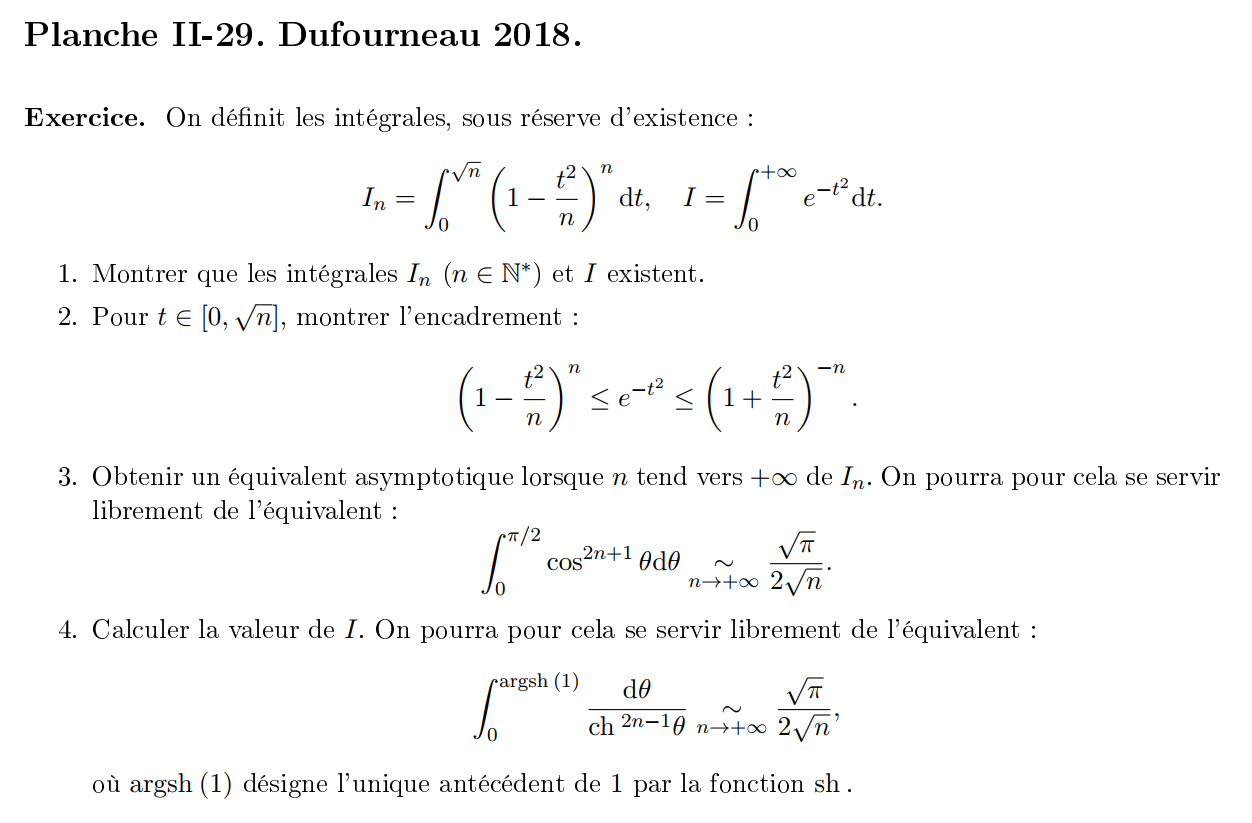 Planche II-29. Dufourneau 2018.
Exercice. On définit les intégrales, sous réserve d'existence :
$I_n = \int_0^{\sqrt{n}} \left(1 - \frac{t^2}{n}\right)^n \mathrm{d}t, \quad I = \int_0^{+\infty} e^{-t^2} \mathrm{d}t.$
1. Montrer que les intégrales $I_n$ ($n \in \mathbb{N}^*$) et $I$ existent.
2. Pour $t \in [0, \sqrt{n}]$, montrer l'encadrement :
$\left(1 - \frac{t^2}{n}\right)^n \leq e^{-t^2} \leq \left(1 + \frac{t^2}{n}\right)^{-n}.$
3. Obtenir un équivalent asymptotique lorsque $n$ tend vers $+\infty$ de $I_n$. On pourra pour cela se servir
librement de l'équivalent :
$\int_0^{\pi/2} \cos^{2n+1} \theta \mathrm{d}\theta \underset{n \to +\infty}{\sim} \frac{\sqrt{\pi}}{2\sqrt{n}}.$
4. Calculer la valeur de $I$. On pourra pour cela se servir librement de l'équivalent :
$\int_0^{\mathrm{argsh}\,(1)} \frac{\mathrm{d}\theta}{\mathrm{ch}^{\,2n-1}\theta} \underset{n \to +\infty}{\sim} \frac{\sqrt{\pi}}{2\sqrt{n}},$
où argsh (1) désigne l'unique antécédent de 1 par la fonction sh .